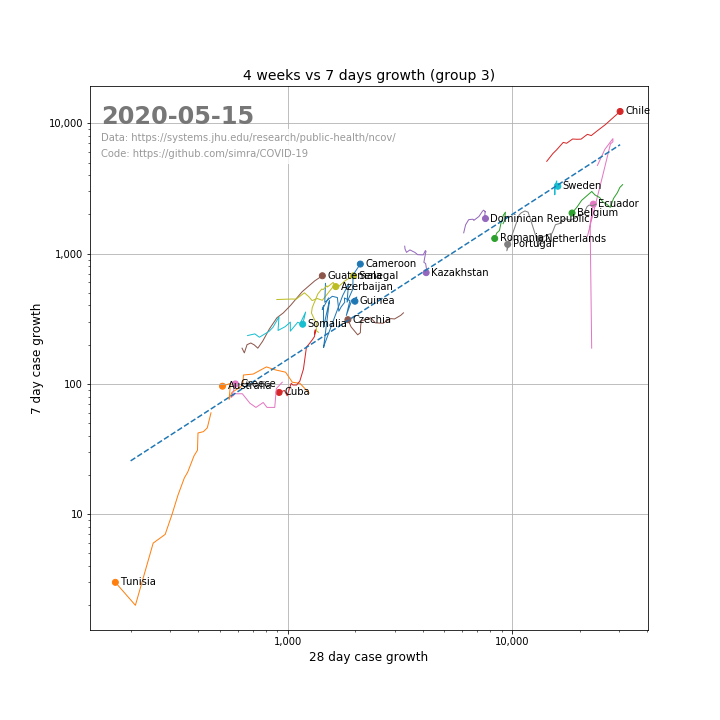 4 weeks vs 7 days growth (group 3)
2020-05-15
Data: https://systems.jhu.edu/research/public-health/ncov/
Code: https://github.com/simra/COVID-19
10,000
1,000
100
10
7 day case growth
Chile
Sweden
Ecuador
Belgium
Dominican Republic
Romania
Netherlands
Portugal
Cameroon
Guatemala
Senegal
Kazakhstan
Azerbaijan
Guinea
Somalia
Czechia
Greece
Australia
Cuba
Tunisia
1,000
10,000
28 day case growth